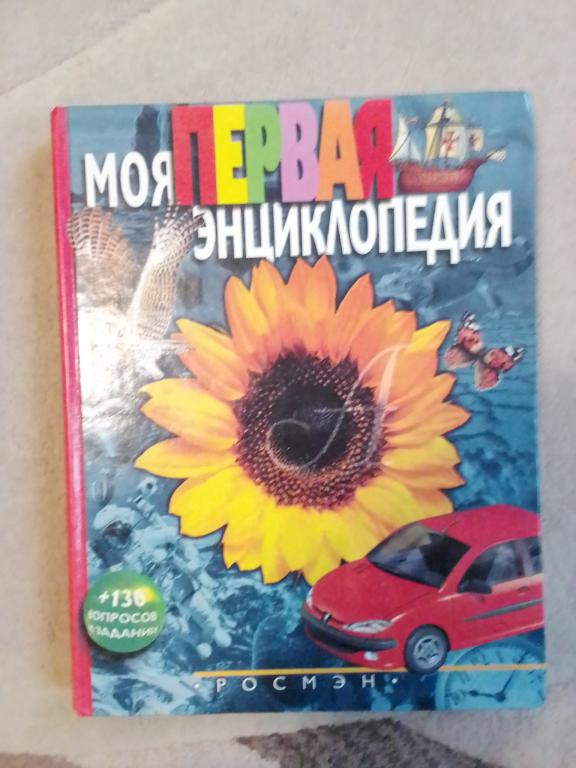 МОЯ ПЕРВАЯ
ЭНЦИКЛОПЕДИЯ
+130
ВОПРОСОВ
И ЗАДАНИЙ
• РОСМЭН •